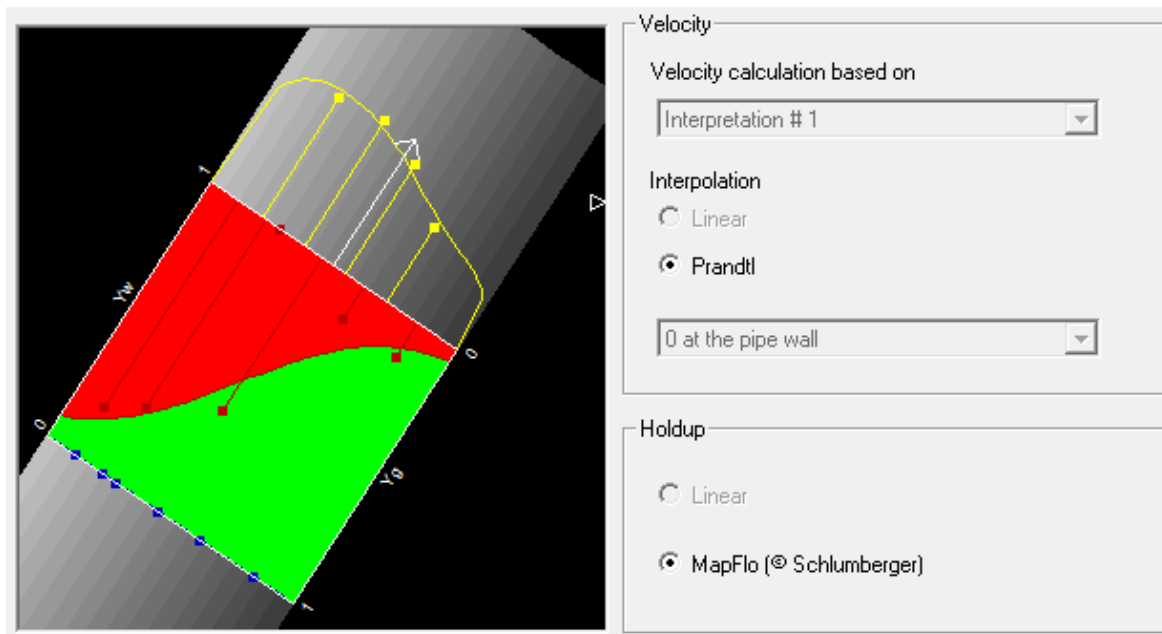 1
Yw
0
0
Yg
1
Velocity
Velocity calculation based on
Interpretation # 1
Interpolation
Linear
Prandtl
0 at the pipe wall
Holdup
Linear
MapFlo (© Schlumberger)